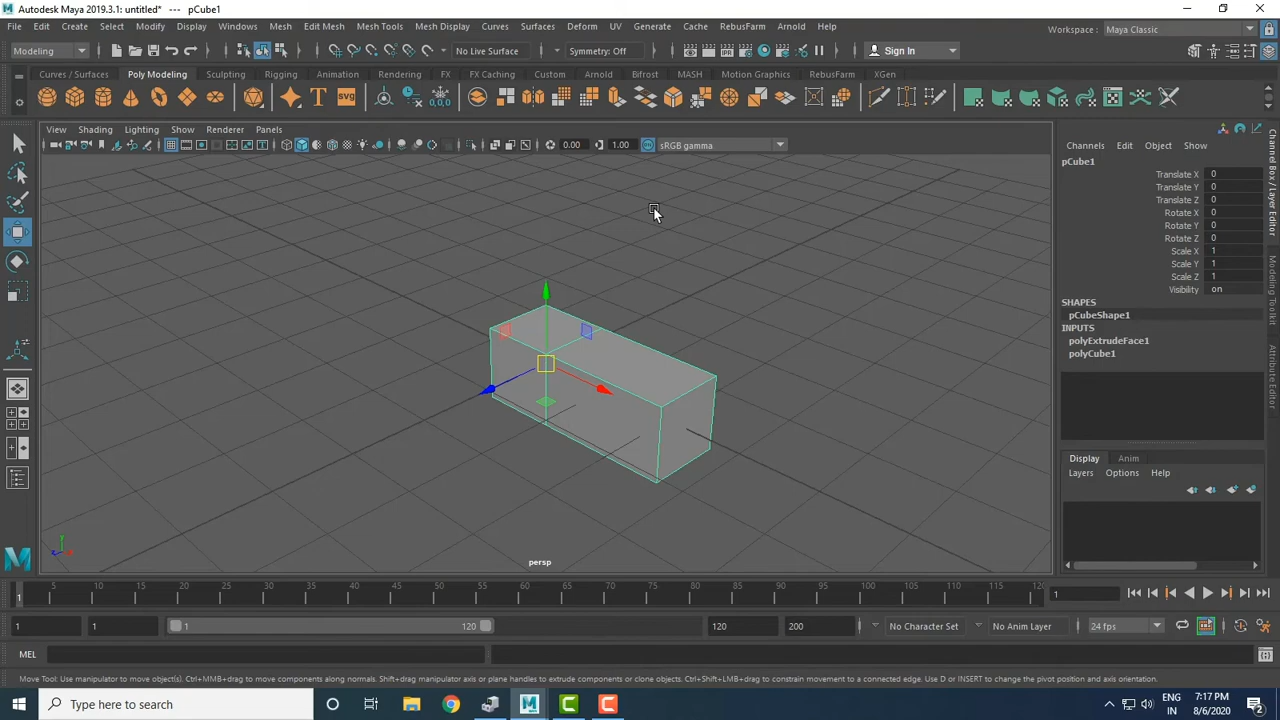 Autodesk Maya 2019.3.1: untitled* --- pCube1
File Edit Create Select Modify Display Windows Mesh Edit Mesh Mesh Tools Mesh Display Curves Surfaces Deform UV Generate Cache RebusFarm Arnold Help
Workspace: Maya Classic
Modeling No Live Surface Symmetry: Off Sign In
Curves / Surfaces Poly Modeling Sculpting Rigging Animation Rendering FX FX Caching Custom Arnold Bifrost MASH Motion Graphics RebusFarm XGen
T svg
View Shading Lighting Show Renderer Panels
0.00 1.00 sRGB gamma
Channels Edit Object Show
pCube1
Translate X 0
Translate Y 0
Translate Z 0
Rotate X 0
Rotate Y 0
Rotate Z 0
Scale X 1
Scale Y 1
Scale Z 1
Visibility on
SHAPES
pCubeShape1
INPUTS
polyExtrudeFace1
polyCube1
Channel Box / Layer Editor
Modeling Toolkit
Attribute Editor
Display Anim
Layers Options Help
persp
5 10 15 20 25 30 35 40 45 50 55 60 65 70 75 80 85 90 95 100 105 110 115 120
1 1
1 1 1 120 120 200 No Character Set No Anim Layer 24 fps
MEL
Move Tool: Use manipulator to move object(s). Ctrl+MMB+drag to move components along normals. Shift+drag manipulator axis or plane handles to extrude components or clone objects. Ctrl+Shift+LMB+drag to constrain movement to a connected edge. Use D or INSERT to change the pivot position and axis orientation.
Type here to search
ENG
IN
7:17 PM
8/6/2020
2